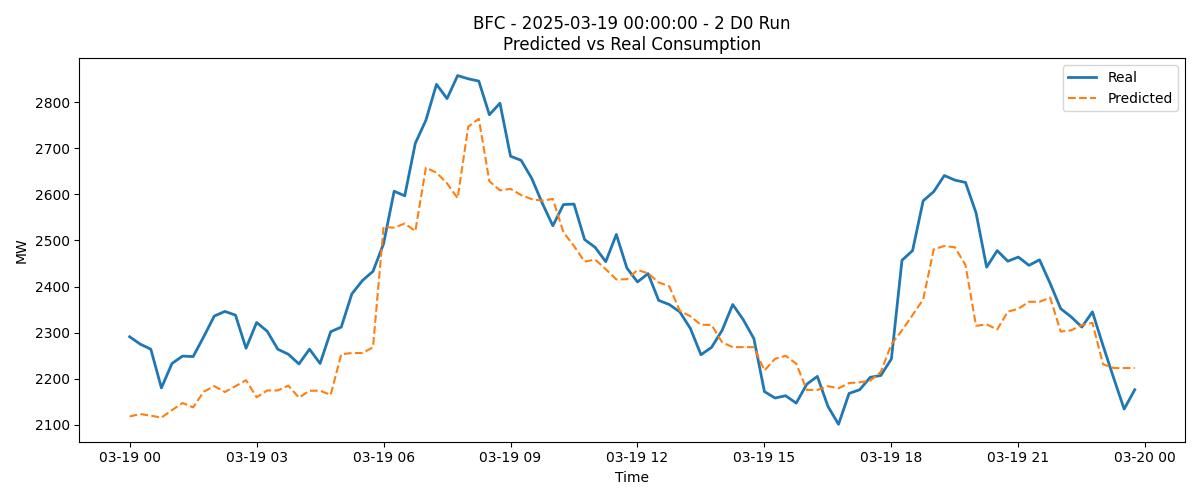 BFC - 2025-03-19 00:00:00 - 2 D0 Run
Predicted vs Real Consumption
Real
Predicted
MW
2800
2700
2600
2500
2400
2300
2200
2100
03-19 00
03-19 03
03-19 06
03-19 09
03-19 12
03-19 15
03-19 18
03-19 21
03-20 00
Time